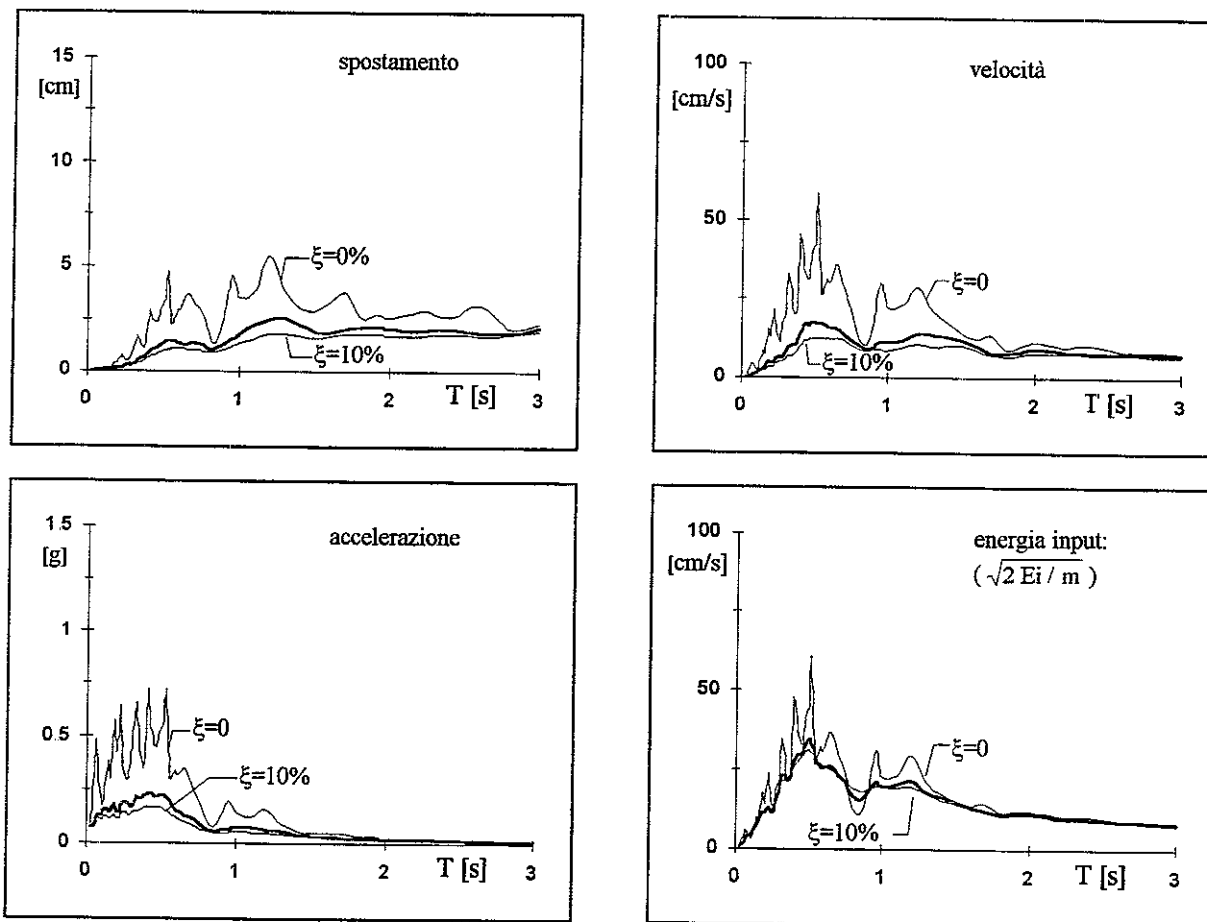 spostamento
15
[cm]
10
5
0
ξ=0%
ξ=10%
0
1
2
3
T [s]
velocità
100
[cm/s]
50
0
ξ=0
ξ=10%
0
1
2
3
T [s]
accelerazione
1.5
[g]
1
0.5
0
ξ=0
ξ=10%
0
1
2
3
T [s]
energia input:
( √2 Ei / m )
100
[cm/s]
50
0
ξ=0
ξ=10%
0
1
2
3
T [s]